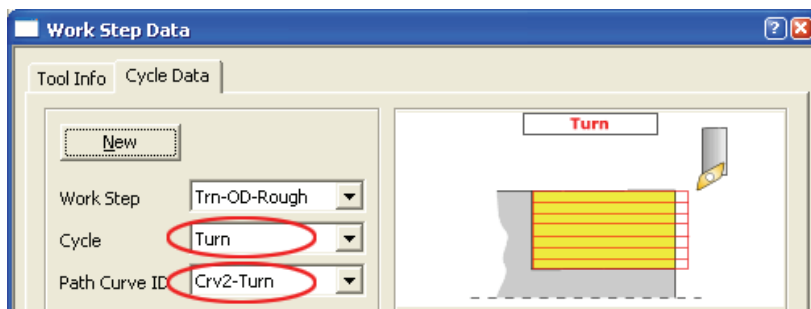 Work Step Data
Tool Info Cycle Data
New
Turn
Work Step Trn-OD-Rough
Cycle Turn
Path Curve ID Crv2-Turn